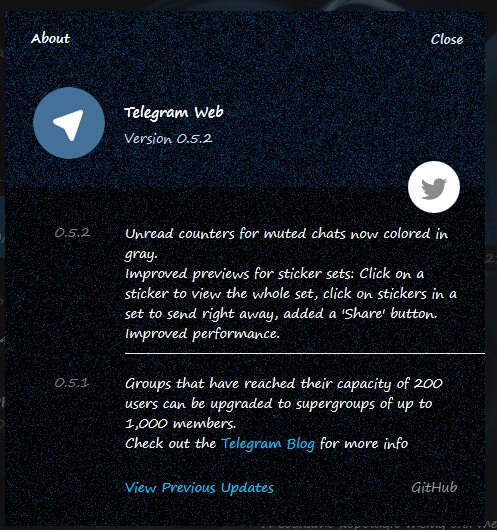 About
Close
Telegram Web
Version 0.5.2
0.5.2
Unread counters for muted chats now colored in
gray.
Improved previews for sticker sets: Click on a
sticker to view the whole set, click on stickers in a
set to send right away, added a 'Share' button.
Improved performance.
0.5.1
Groups that have reached their capacity of 200
users can be upgraded to supergroups of up to
1,000 members.
Check out the Telegram Blog for more info
View Previous Updates
GitHub